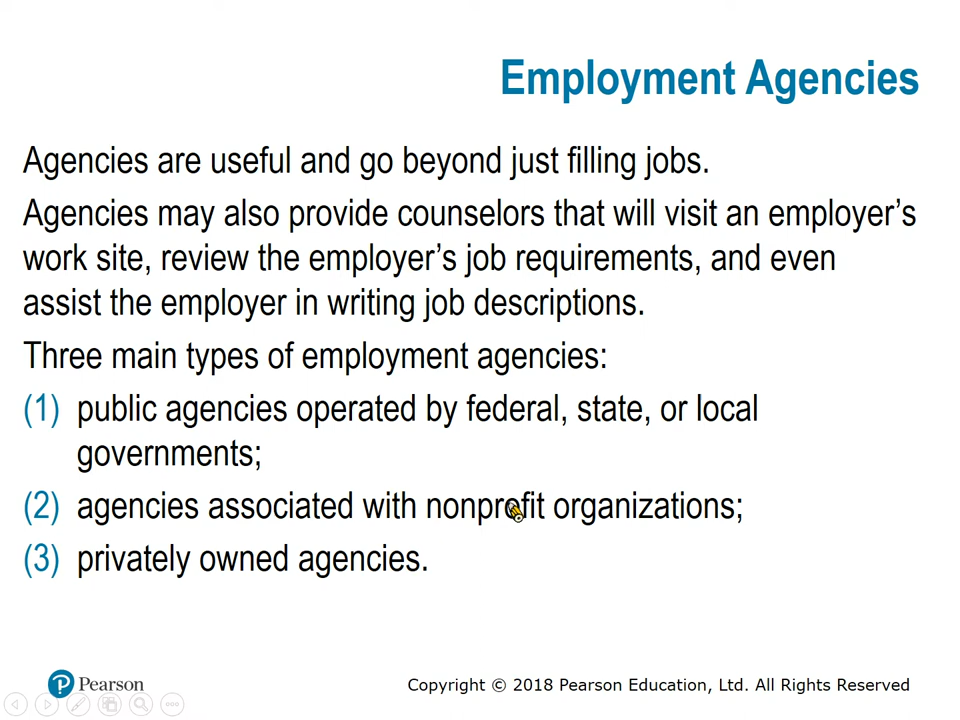 Employment Agencies
Agencies are useful and go beyond just filling jobs.
Agencies may also provide counselors that will visit an employer’s
work site, review the employer’s job requirements, and even
assist the employer in writing job descriptions.
Three main types of employment agencies:
(1) public agencies operated by federal, state, or local
governments;
(2) agencies associated with nonprofit organizations;
(3) privately owned agencies.
Pearson
Copyright © 2018 Pearson Education, Ltd. All Rights Reserved